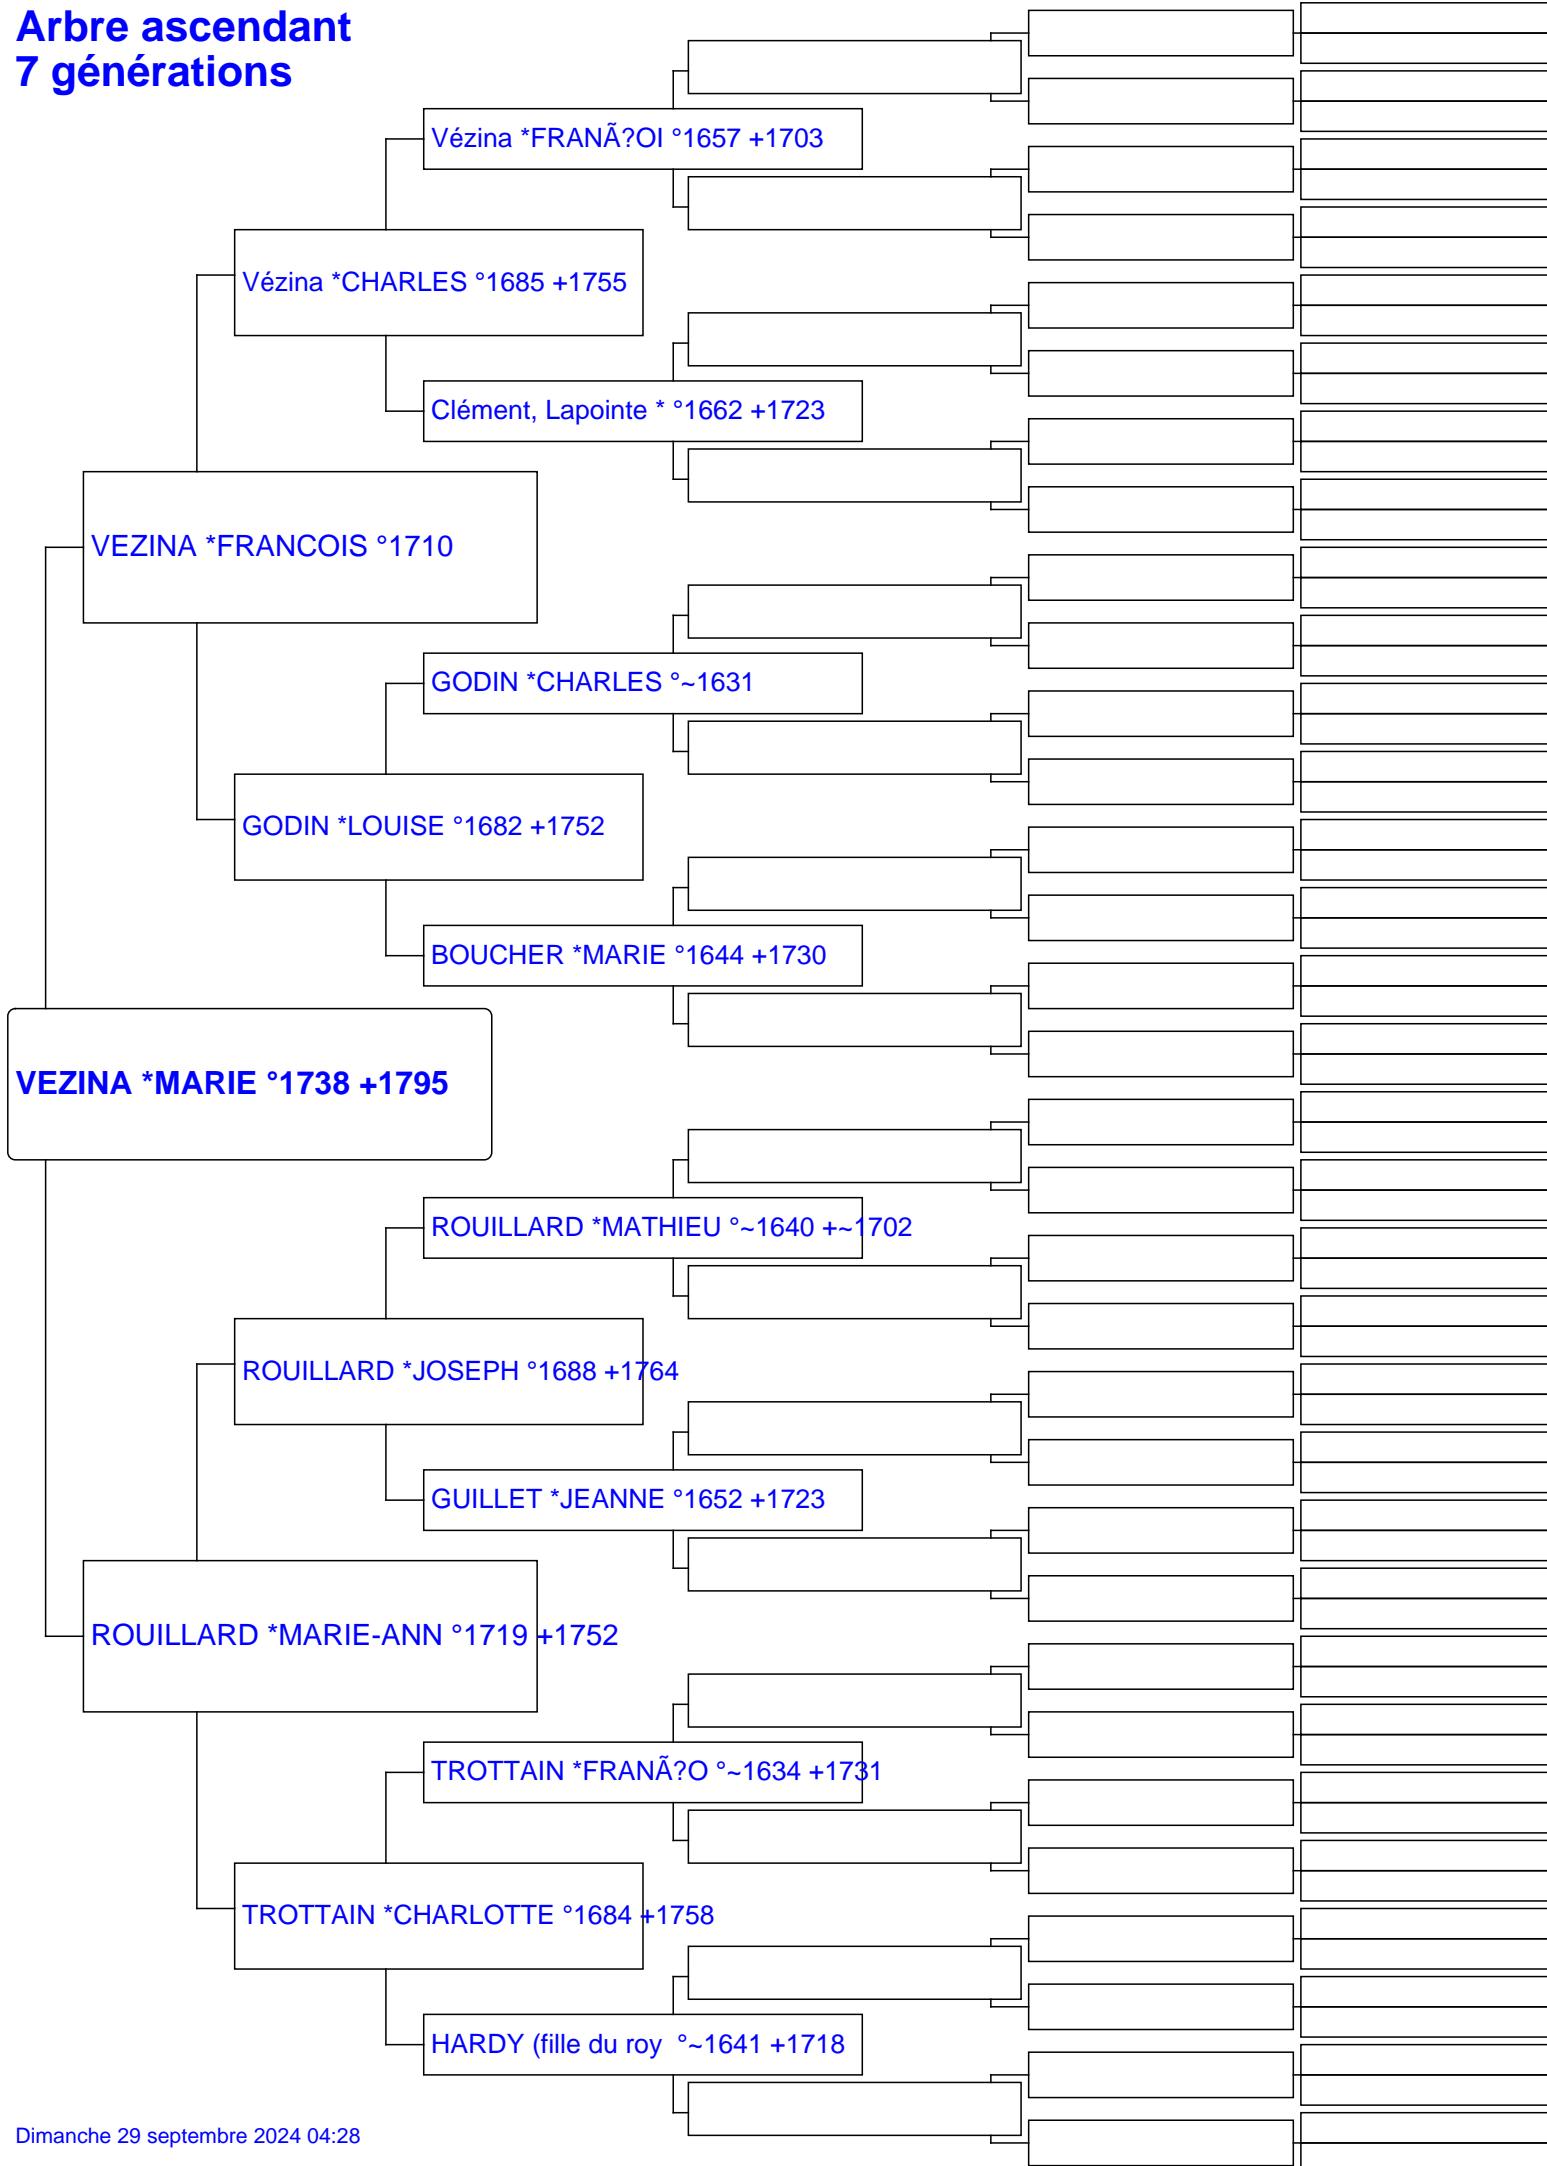 Arbre ascendant
7 générations
Vézina *FRANÃ?OI °1657 +1703
Vézina *CHARLES °1685 +1755
Clément, Lapointe * °1662 +1723
VEZINA *FRANCOIS °1710
GODIN *CHARLES °~1631
GODIN *LOUISE °1682 +1752
BOUCHER *MARIE °1644 +1730
VEZINA *MARIE °1738 +1795
ROUILLARD *MATHIEU °~1640 +~1702
ROUILLARD *JOSEPH °1688 +1764
GUILLET *JEANNE °1652 +1723
ROUILLARD *MARIE-ANN °1719 +1752
TROTTAIN *FRANÃ?O °~1634 +1731
TROTTAIN *CHARLOTTE °1684 +1758
HARDY (fille du roy  °~1641 +1718
Dimanche 29 septembre 2024 04:28